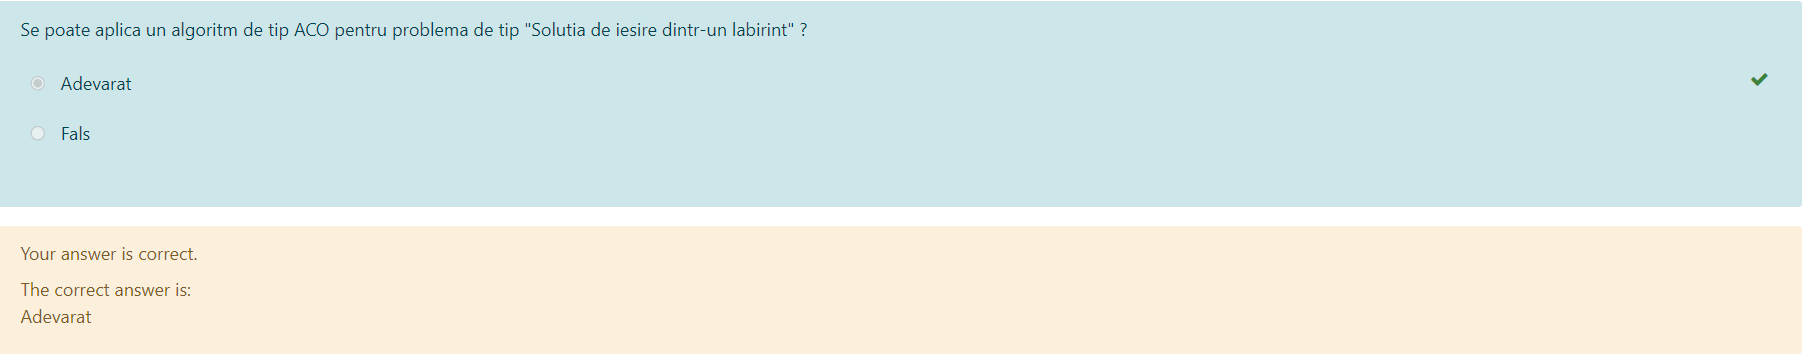 Se poate aplica un algoritm de tip ACO pentru problema de tip "Solutia de iesire dintr-un labirint" ?
Adevarat
Fals
Your answer is correct.
The correct answer is:
Adevarat